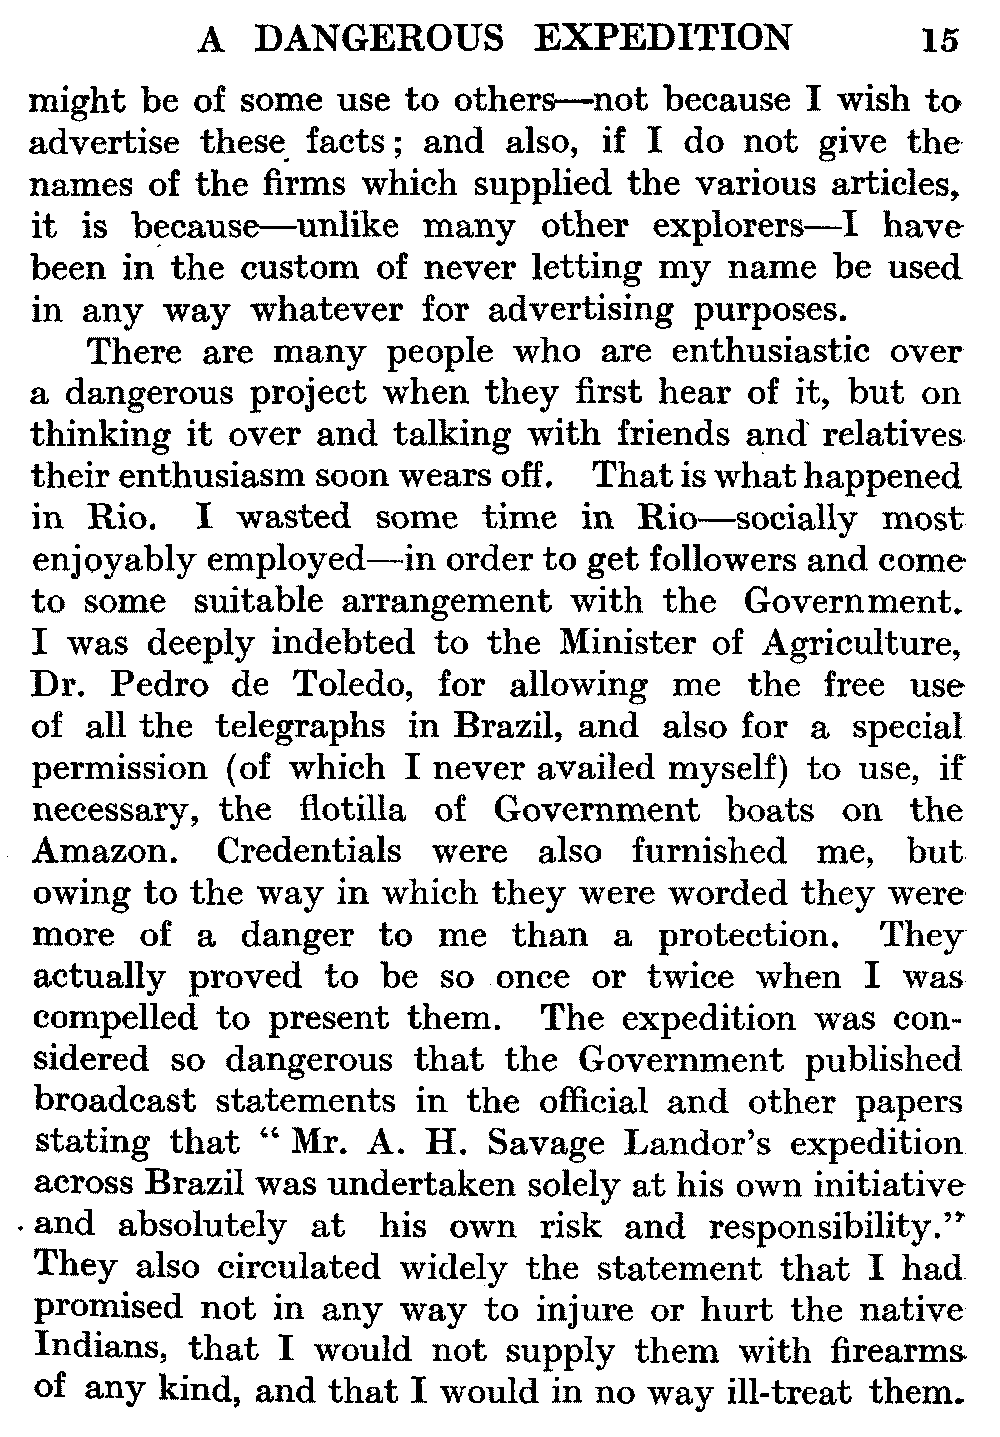 A DANGEROUS EXPEDITION 15
might be of some use to others—not because I wish to
advertise these facts; and also, if I do not give the
names of the firms which supplied the various articles,
it is because—unlike many other explorers—I have
been in the custom of never letting my name be used
in any way whatever for advertising purposes.
There are many people who are enthusiastic over
a dangerous project when they first hear of it, but on
thinking it over and talking with friends and relatives
their enthusiasm soon wears off. That is what happened
in Rio. I wasted some time in Rio—socially most
enjoyably employed—in order to get followers and come
to some suitable arrangement with the Government.
I was deeply indebted to the Minister of Agriculture,
Dr. Pedro de Toledo, for allowing me the free use
of all the telegraphs in Brazil, and also for a special
permission (of which I never availed myself) to use, if
necessary, the flotilla of Government boats on the
Amazon. Credentials were also furnished me, but
owing to the way in which they were worded they were
more of a danger to me than a protection. They
actually proved to be so once or twice when I was
compelled to present them. The expedition was con-
sidered so dangerous that the Government published
broadcast statements in the official and other papers
stating that “ Mr. A. H. Savage Landor’s expedition
across Brazil was undertaken solely at his own initiative
and absolutely at his own risk and responsibility.”
They also circulated widely the statement that I had
promised not in any way to injure or hurt the native
Indians, that I would not supply them with firearms
of any kind, and that I would in no way ill-treat them.